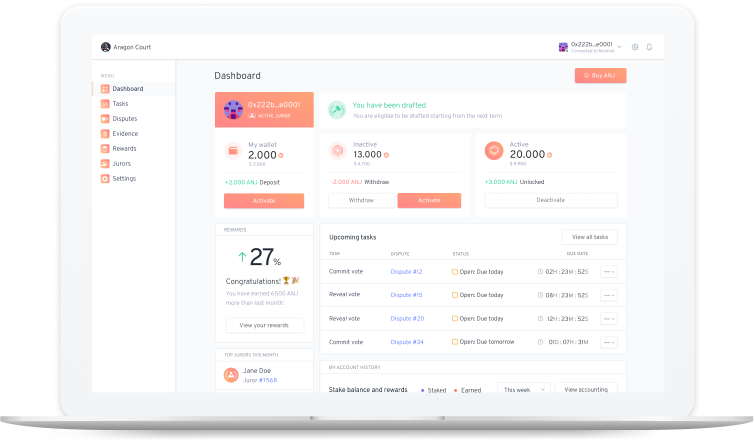 Aragon Court
0x222b...e0001
Connected to Mainnet
MENU
Dashboard
Tasks
Disputes
Evidence
Rewards
Jurors
Settings
Dashboard
Buy ANJ
0x222b...e0001
ACTIVE JUROR
You have been drafted
You are eligible to be drafted starting from the next term
My wallet
2.000
$ 2.000
+2.000 ANJ Deposit
Activate
Inactive
13.000
$ 4.700
-2.000 ANJ Withdraw
Withdraw
Activate
Active
20.000
+3.000 ANJ Unlocked
Deactivate
REWARDS
27%
Congratulations!
You have earned 6500 ANJ
more than last month!
View your rewards
Upcoming tasks
View all tasks
TASK DISPUTE STATUS DUE DATE
Commit vote Dispute #12 Open: Due today 02H : 23M : 52S
Reveal vote Dispute #15 Open: Due today 08H : 23M : 52S
Reveal vote Dispute #20 Open: Due today 12H : 23M : 52S
Commit vote Dispute #34 Open: Due tomorrow 01D : 07H : 31M
TOP JURORS THIS MONTH
Jane Doe
Juror #1568
MY ACCOUNT HISTORY
Stake balance and rewards
Staked
Earned
This week
View accounting